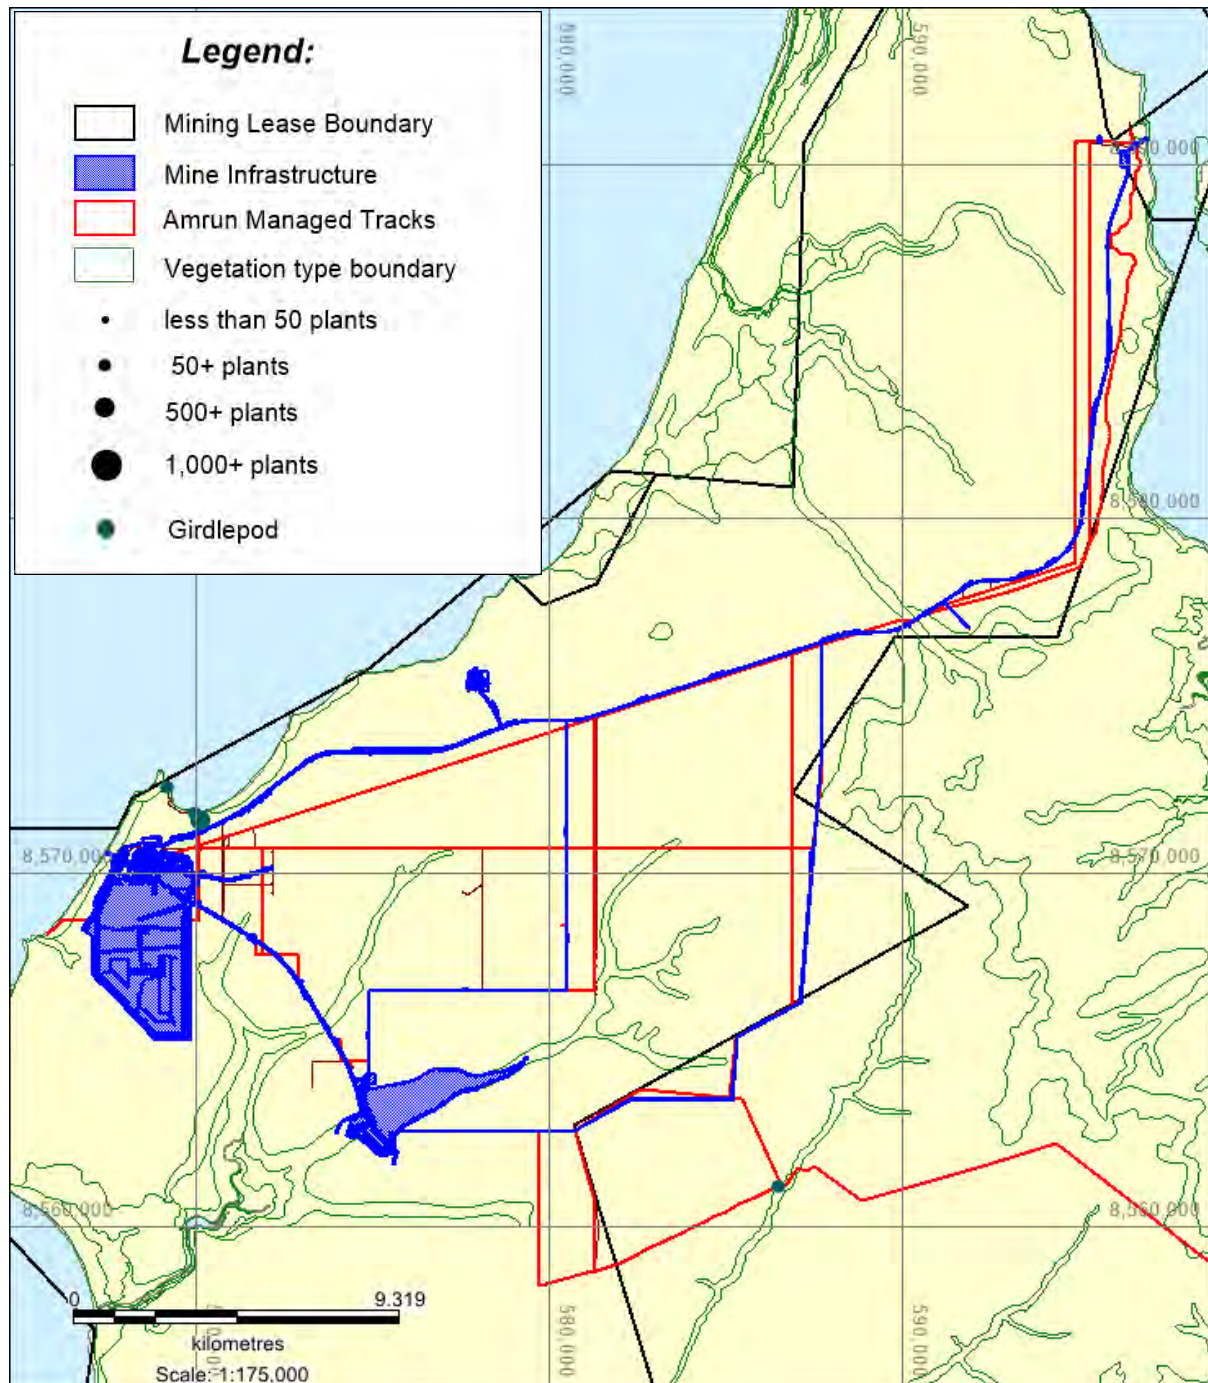 Legend:
Mining Lease Boundary
Mine Infrastructure
Amrun Managed Tracks
Vegetation type boundary
less than 50 plants
50+ plants
500+ plants
1,000+ plants
Girdlepod
580,000
590,000
8,580,000
8,570,000
8,570,000
8,560,000
8,560,000
580,000
590,000
0 9.319
kilometres
Scale: 1:175,000